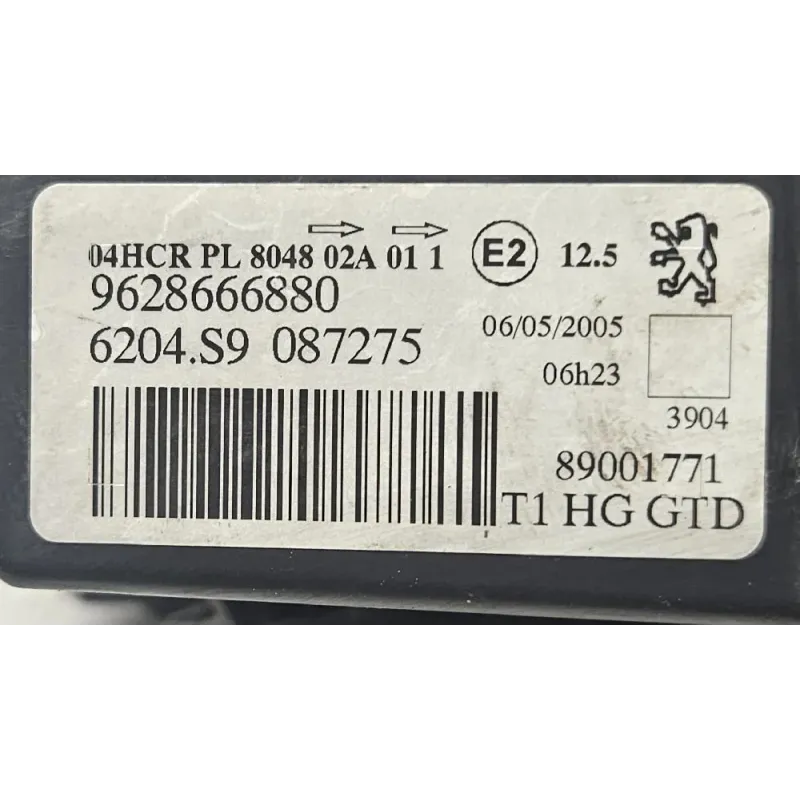 04HCR PL 8048 02A 01 1 E2 12.5
9628666880
6204.S9 087275
06/05/2005
06h23
3904
89001771
T1 HG GTD